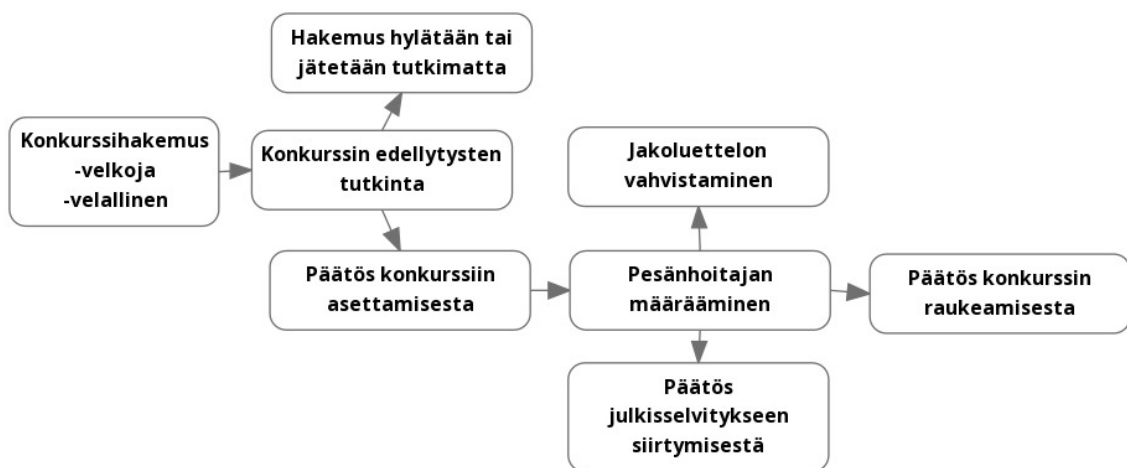 Konkurssihakemus
-velkoja
-velallinen
Hakemus hylätään tai
jätetään tutkimatta
Konkurssin edellytysten
tutkinta
Päätös konkurssiin
asettamisesta
Jakoluettelon
vahvistaminen
Pesänhoitajan
määrääminen
Päätös
julkisselvitykseen
siirtymisestä
Päätös konkurssin
raukeamisesta